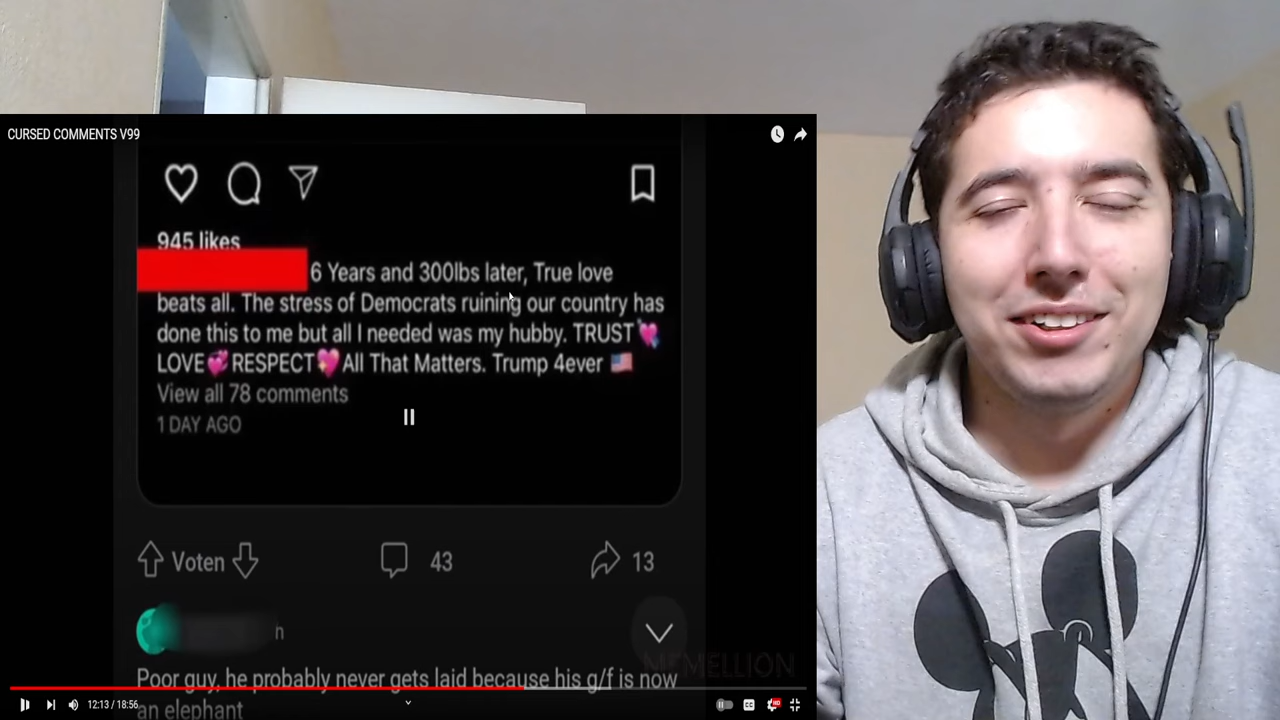 CURSED COMMENTS V99
945 likes
6 Years and 300lbs later, True love
beats all. The stress of Democrats ruining our country has
done this to me but all I needed was my hubby. TRUST💘
LOVE💞RESPECT💖All That Matters. Trump 4ever 🇺🇸
View all 78 comments
1 DAY AGO
Voten
43
13
n
MEMELLION
Poor guy, he probably never gets laid because his g/f is now
an elephant
12:13 / 18:56
CC
HD